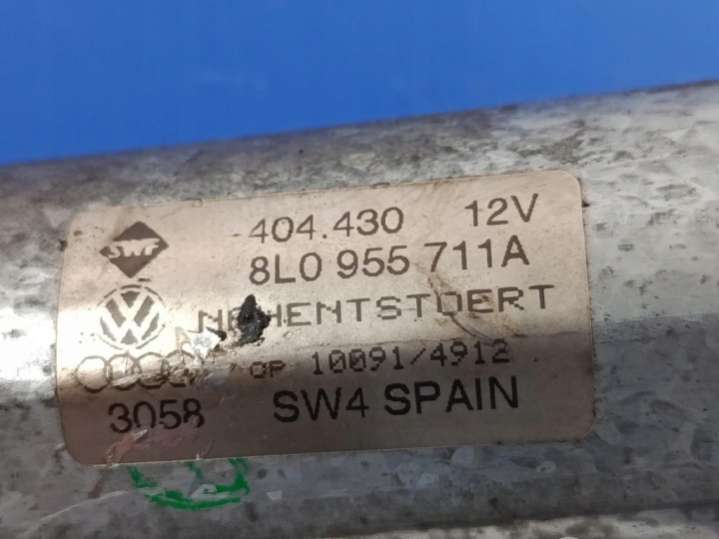 404.430 12V
SWF
8L0 955 711A
OP 10091/4912
3058 SW4 SPAIN